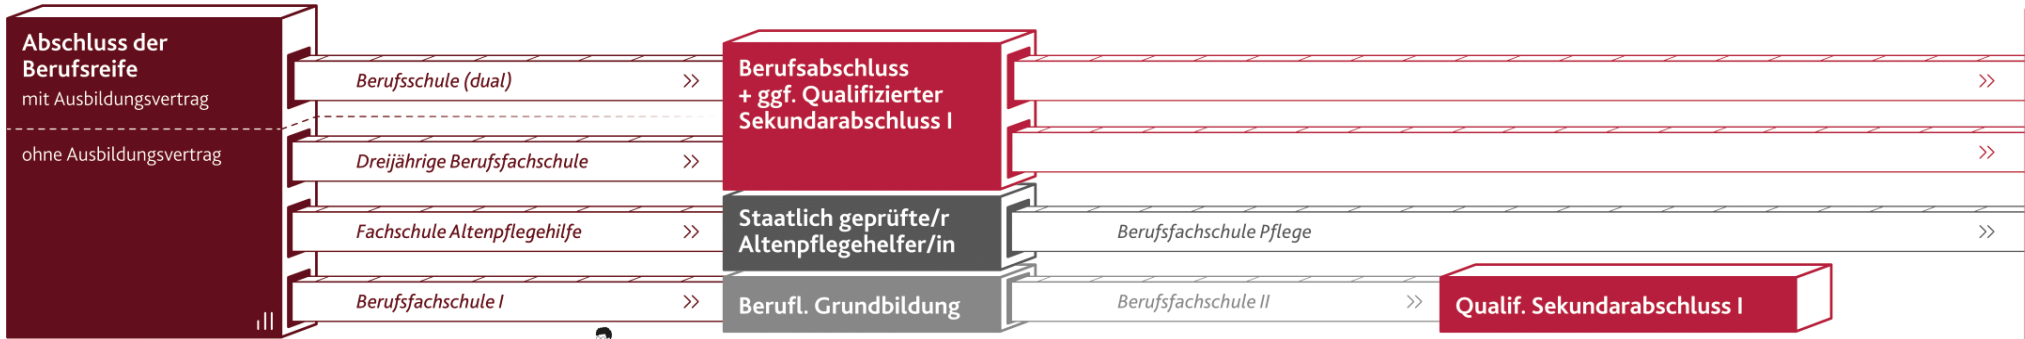 Abschluss der
Berufsreife
mit Ausbildungsvertrag
ohne Ausbildungsvertrag
Berufsschule (dual)
Dreijährige Berufsfachschule
Fachschule Altenpflegehilfe
Berufsfachschule I
Berufsabschluss
+ ggf. Qualifizierter
Sekundarabschluss I
Staatlich geprüfte/r
Altenpflegehelfer/in
Berufl. Grundbildung
Berufsfachschule Pflege
Berufsfachschule II
Qualif. Sekundarabschluss I